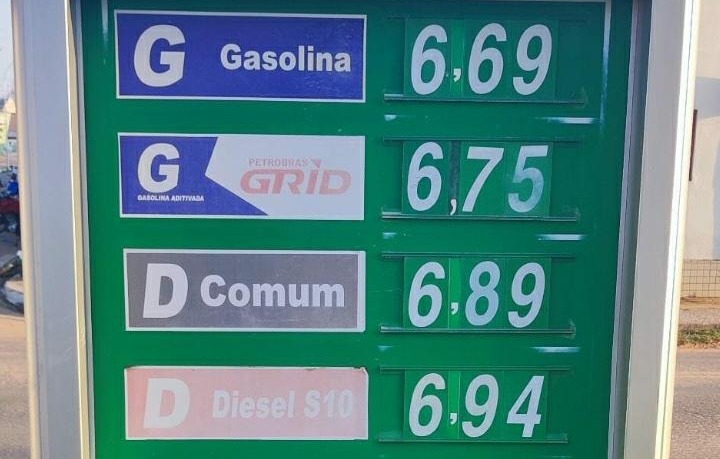 G Gasolina 6,69
G PETROBRAS
GRID 6,75
GASOLINA ADITIVADA
D Comum 6,89
D Diesel S10 6,94